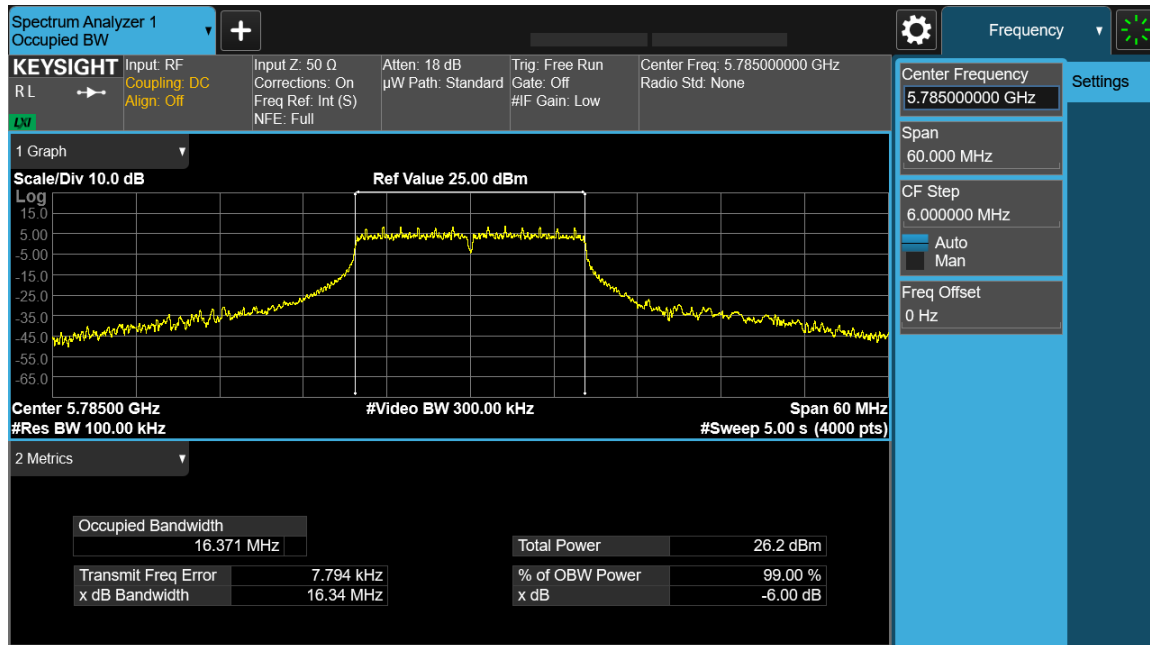 Spectrum Analyzer 1
Occupied BW
+
Frequency
KEYSIGHT
R L
LXI
Input: RF
Coupling: DC
Align: Off
Input Z: 50 Ω
Corrections: On
Freq Ref: Int (S)
NFE: Full
Atten: 18 dB
µW Path: Standard
Trig: Free Run
Gate: Off
#IF Gain: Low
Center Freq: 5.785000000 GHz
Radio Std: None
Center Frequency
5.785000000 GHz
Settings
Span
60.000 MHz
CF Step
6.000000 MHz
Auto
Man
Freq Offset
0 Hz
1 Graph
Scale/Div 10.0 dB
Ref Value 25.00 dBm
Log
15.0
5.00
-5.00
-15.0
-25.0
-35.0
-45.0
-55.0
-65.0
Center 5.78500 GHz
#Video BW 300.00 kHz
Span 60 MHz
#Res BW 100.00 kHz
#Sweep 5.00 s (4000 pts)
2 Metrics
Occupied Bandwidth
16.371 MHz
Total Power 26.2 dBm
Transmit Freq Error 7.794 kHz
% of OBW Power 99.00 %
x dB Bandwidth 16.34 MHz
x dB -6.00 dB